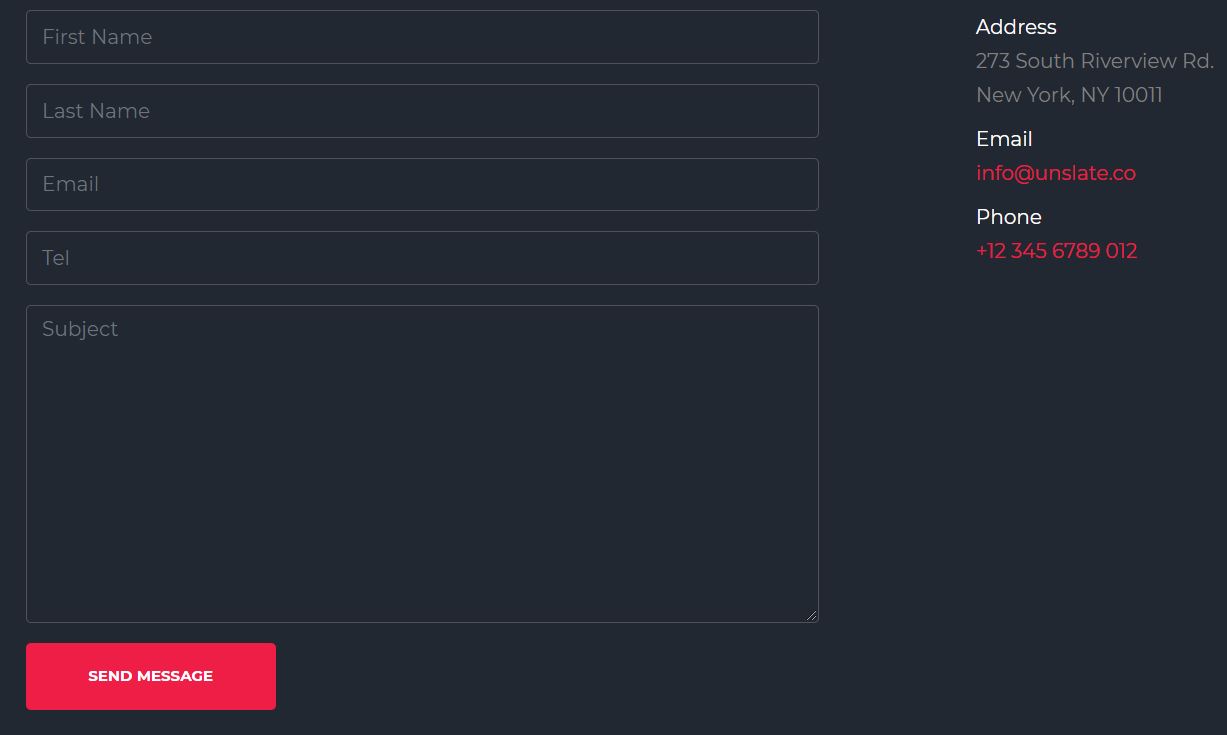 First Name
Last Name
Email
Tel
Subject
SEND MESSAGE
Address
273 South Riverview Rd.
New York, NY 10011
Email
info@unslate.co
Phone
+12 345 6789 012